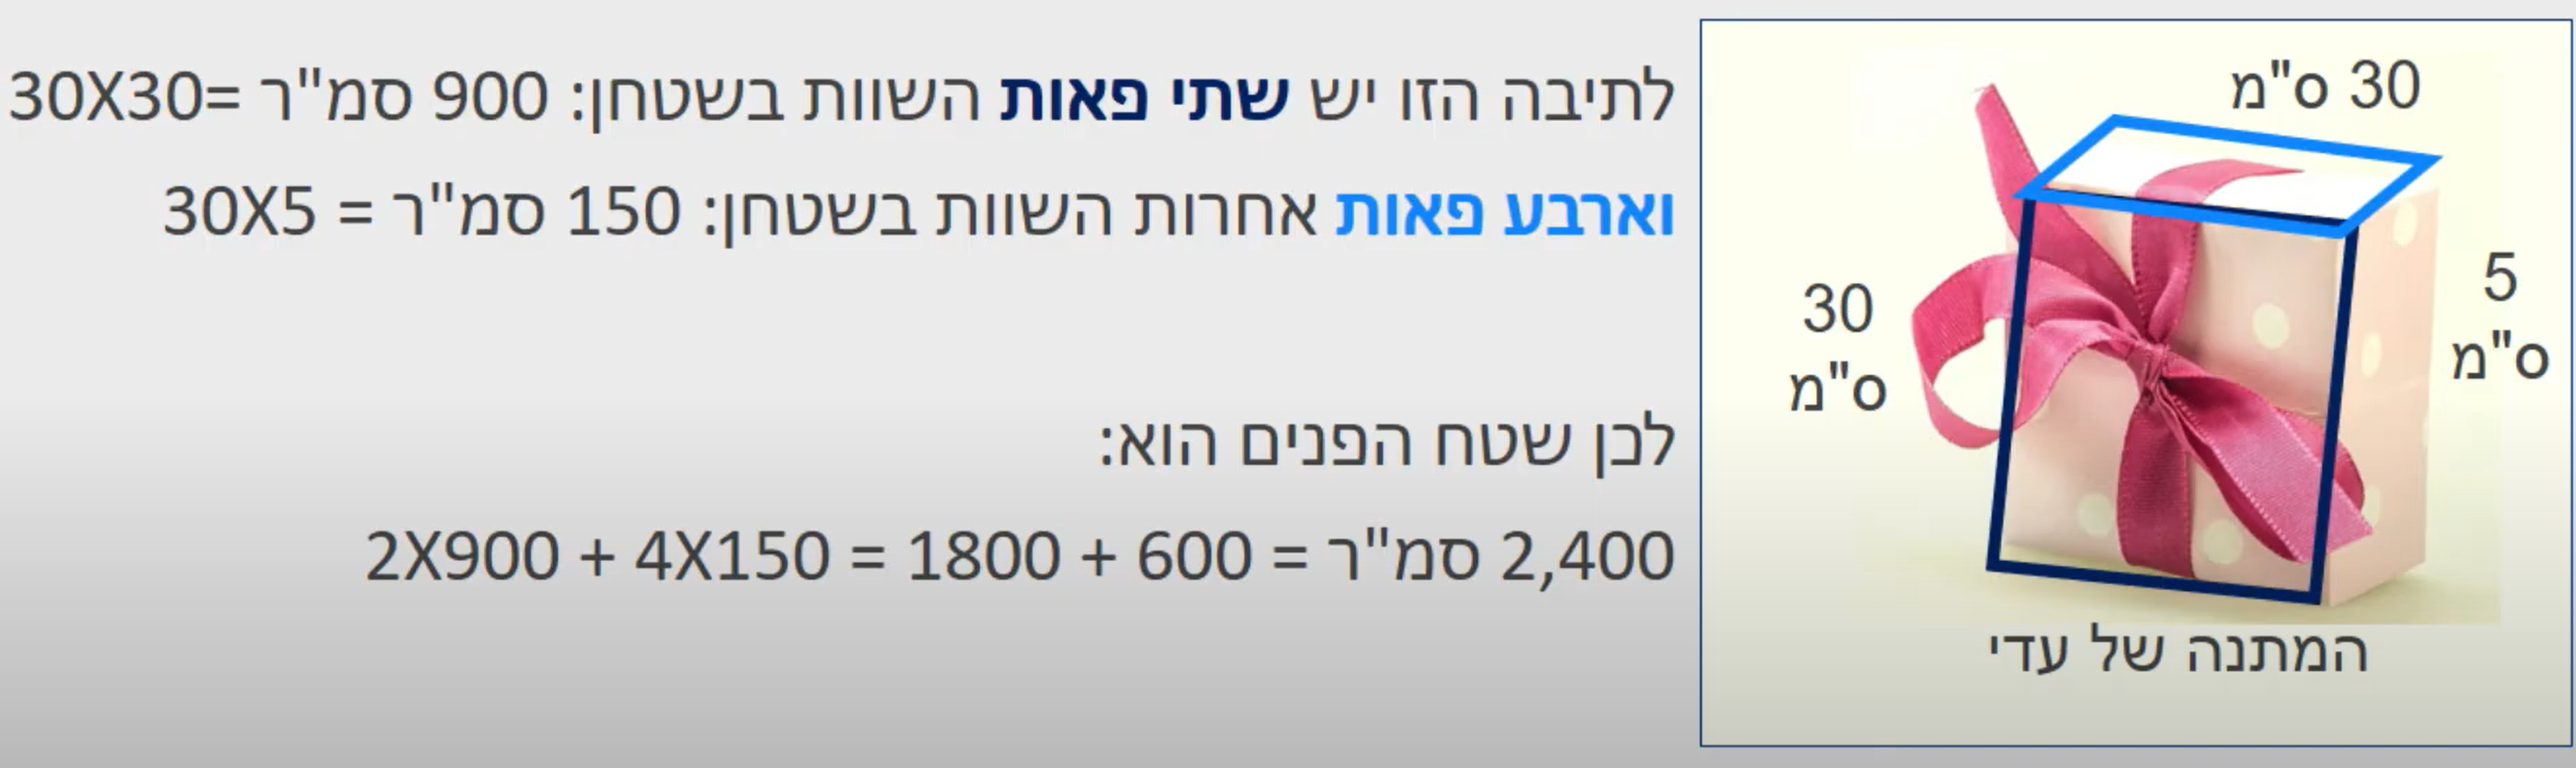 לתיבה הזו יש שתי פאות השוות בשטחן: 900 סמ"ר =30X30
וארבע פאות אחרות השוות בשטחן: 150 סמ"ר = 30X5
לכן שטח הפנים הוא:
2X900 + 4X150 = 1800 + 600 = 2,400 סמ"ר
30 ס"מ
30
ס"מ
5
ס"מ
המתנה של עדי